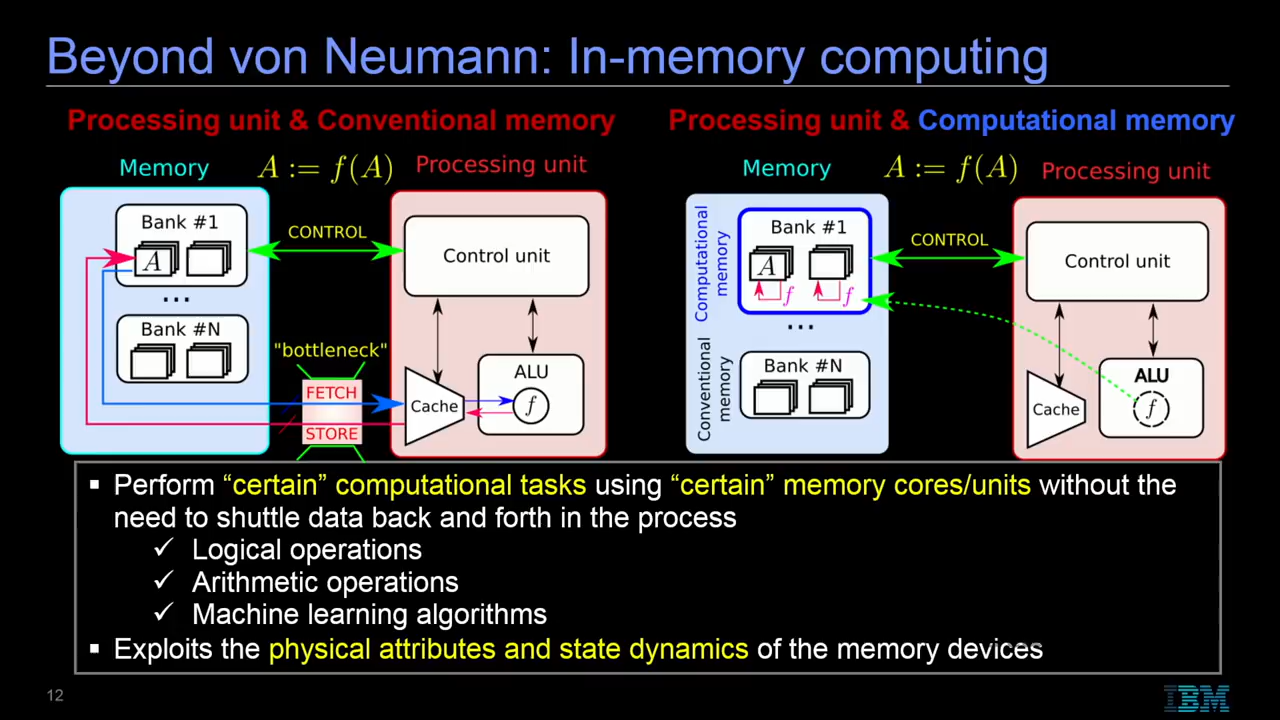 Beyond von Neumann: In-memory computing
Processing unit & Conventional memory
Memory
A := f(A)
Processing unit
Bank #1
A
...
Bank #N
CONTROL
"bottleneck"
FETCH
STORE
Control unit
Cache
ALU
f
Processing unit & Computational memory
Memory
A := f(A)
Processing unit
Computational memory
Bank #1
A
f
f
...
Conventional memory
Bank #N
CONTROL
Control unit
Cache
ALU
f
▪ Perform “certain” computational tasks using “certain” memory cores/units without the
need to shuttle data back and forth in the process
✓ Logical operations
✓ Arithmetic operations
✓ Machine learning algorithms
▪ Exploits the physical attributes and state dynamics of the memory devices
12
IBM